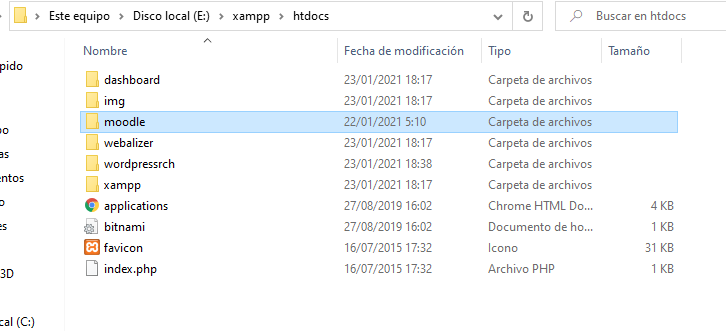 Este equipo > Disco local (E:) > xampp > htdocs
Buscar en htdocs
Nombre Fecha de modificación Tipo Tamaño
dashboard 23/01/2021 18:17 Carpeta de archivos
img 23/01/2021 18:17 Carpeta de archivos
moodle 22/01/2021 5:10 Carpeta de archivos
webalizer 23/01/2021 18:17 Carpeta de archivos
wordpressrch 23/01/2021 18:38 Carpeta de archivos
xampp 23/01/2021 18:17 Carpeta de archivos
applications 27/08/2019 16:02 Chrome HTML Do... 4 KB
bitnami 27/08/2019 16:02 Documento de ho... 1 KB
favicon 16/07/2015 17:32 Icono 31 KB
index.php 16/07/2015 17:32 Archivo PHP 1 KB
pido
po
as
entos
es
3D
cal (C:)